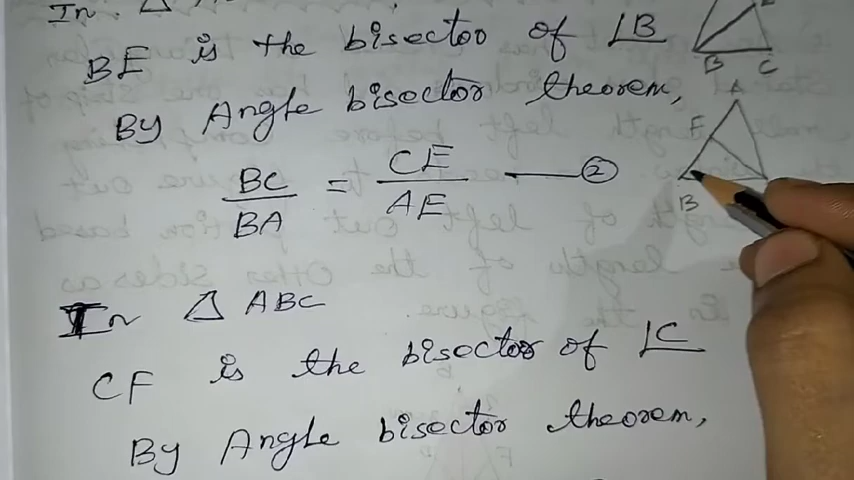 In △
BE is the bisector of ∠B
B C
By Angle bisector theorem,
A
F
BC/BA = CE/AE —— ②
B
In △ ABC
CF is the bisector of ∠C
By Angle bisector theorem,